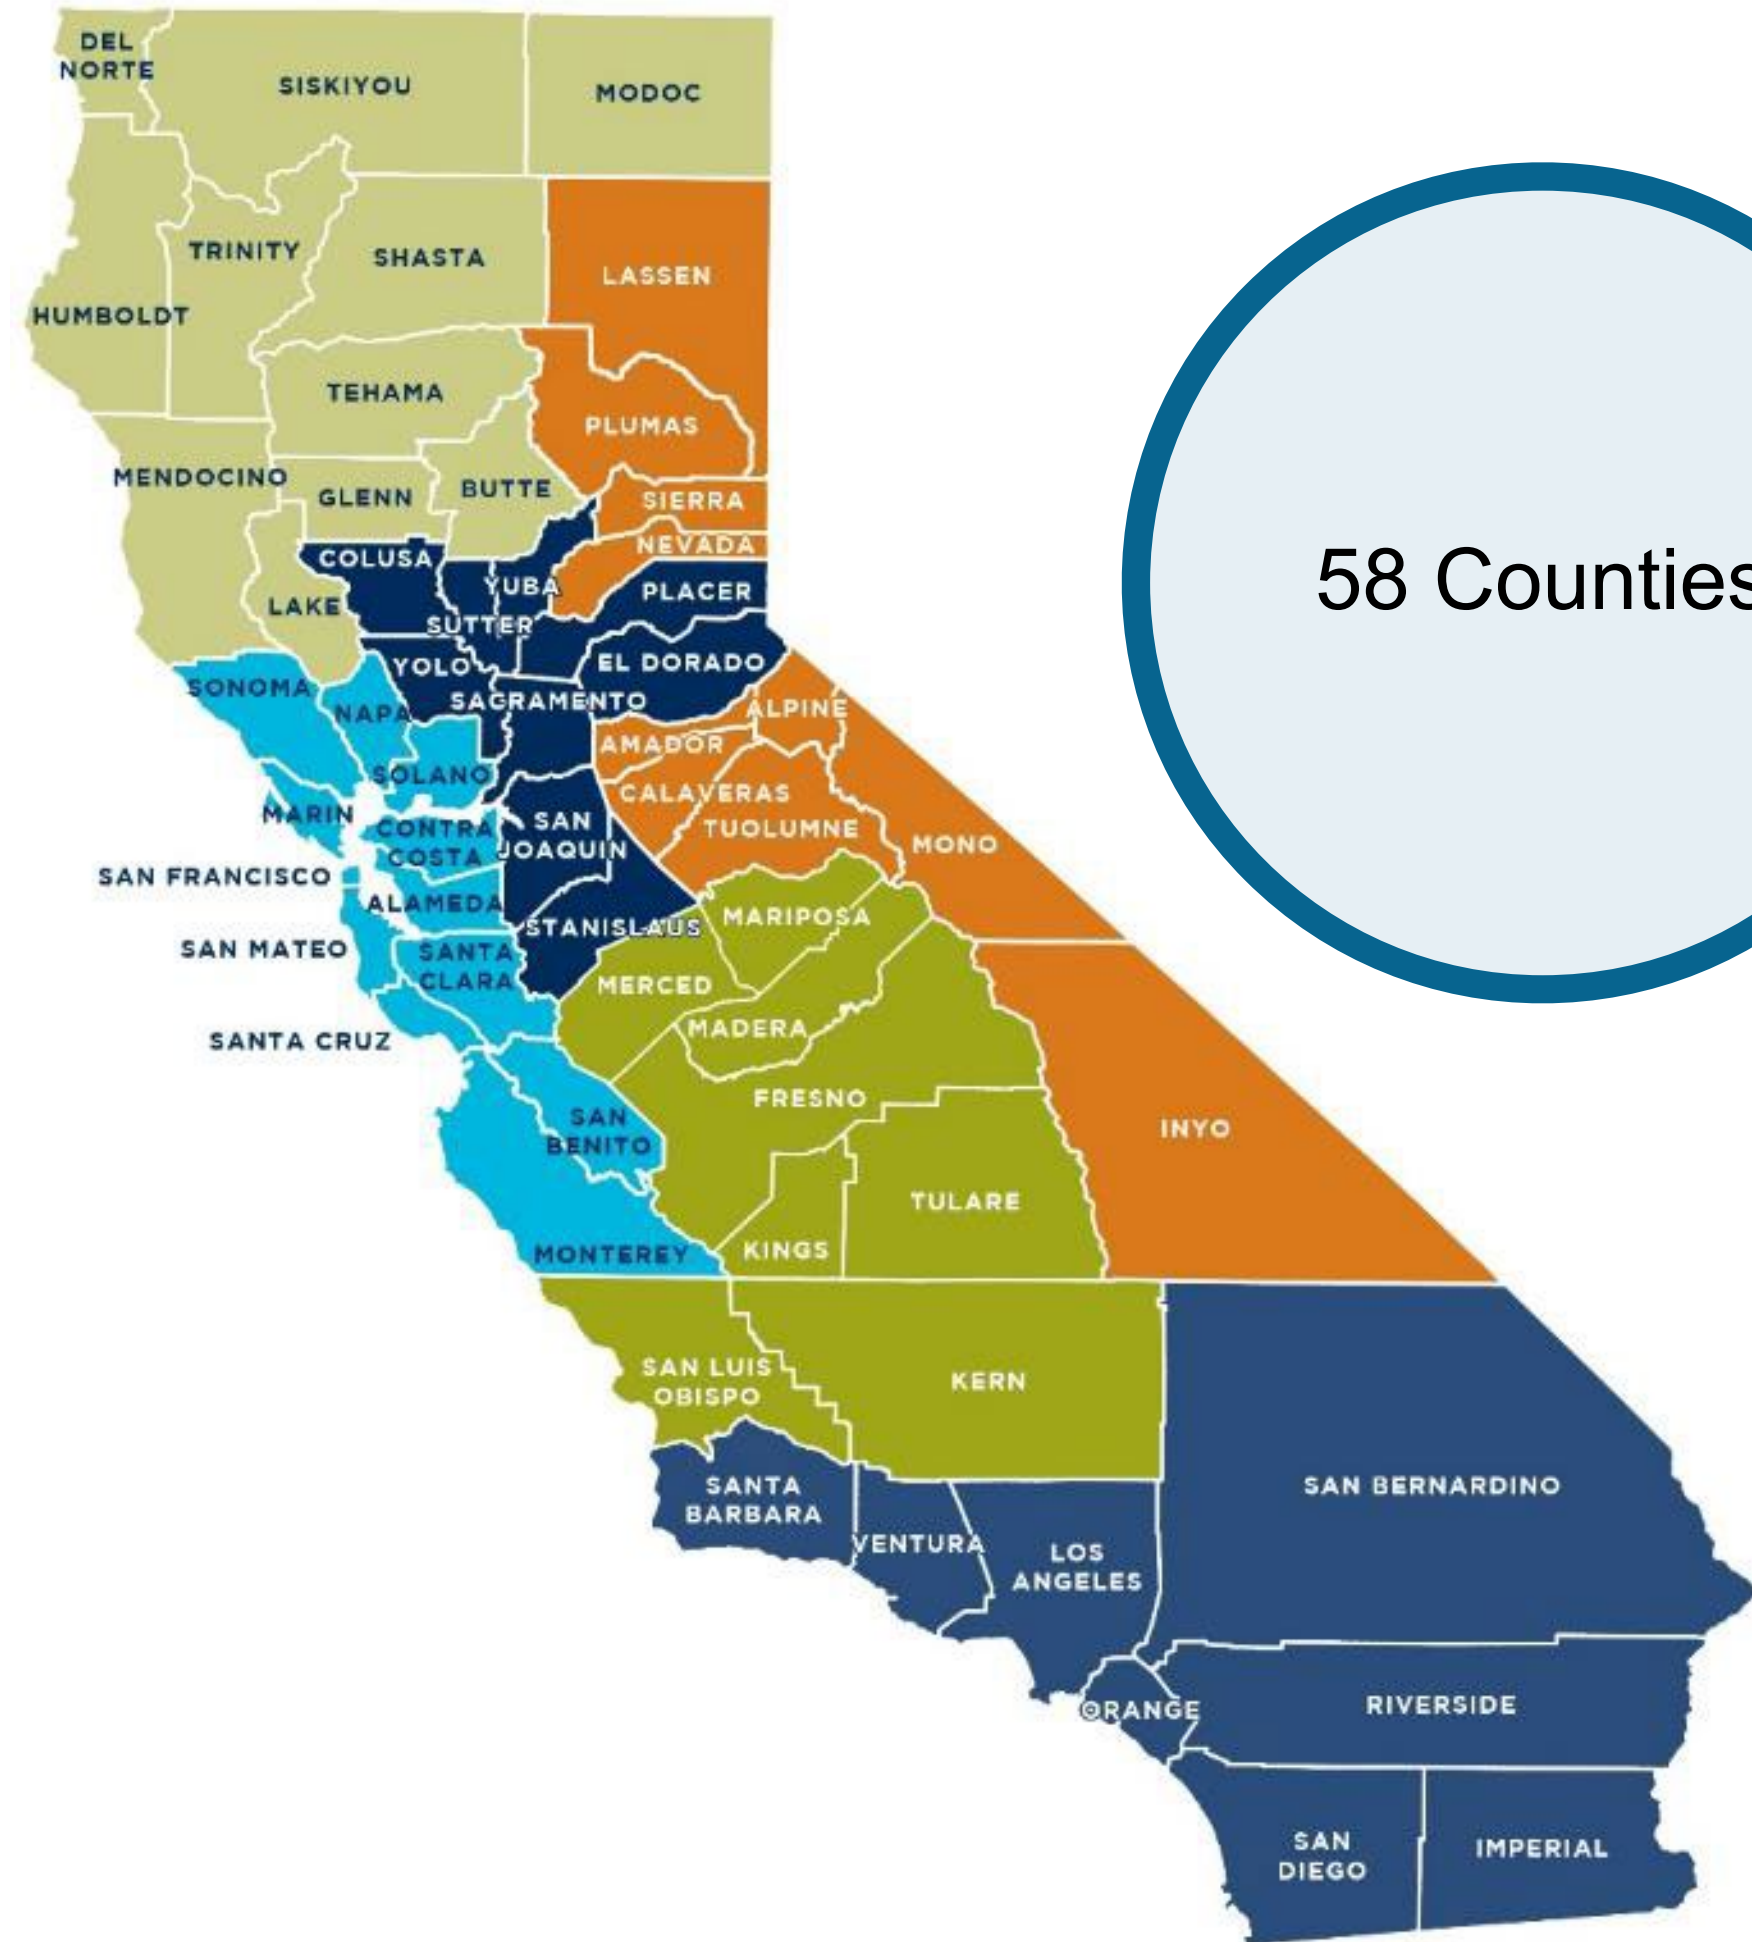 DEL
NORTE
SISKIYOU
MODOC
TRINITY
SHASTA
LASSEN
HUMBOLDT
TEHAMA
PLUMAS
MENDOCINO
GLENN
BUTTE
SIERRA
NEVADA
COLUSA
YUBA
PLACER
LAKE
SUTTER
YOLO
EL DORADO
SONOMA
NAPA
SAGRAMENTO
ALPINE
AMADOR
SOLANO
CALAVERAS
MARIN
CONTRA
COSTA
SAN
JOAQUIN
TUOLUMNE
MONO
SAN FRANCISCO
ALAMEDA
STANISLAUS
MARIPOSA
SAN MATEO
SANTA
CLARA
MERCED
MADERA
SANTA CRUZ
FRESNO
SAN
BENITO
INYO
TULARE
MONTEREY
KINGS
SAN LUIS
OBISPO
KERN
SANTA
BARBARA
VENTURA
LOS
ANGELES
SAN BERNARDINO
ORANGE
RIVERSIDE
SAN
DIEGO
IMPERIAL
58 Counties